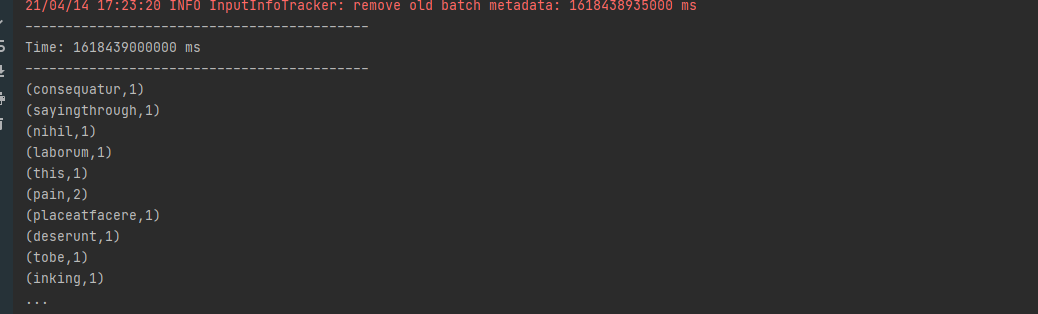 21/04/14 17:23:20 INFO InputInfoTracker: remove old batch metadata: 1618438935000 ms
-------------------------------------------
Time: 1618439000000 ms
-------------------------------------------
(consequatur,1)
(sayingthrough,1)
(nihil,1)
(laborum,1)
(this,1)
(pain,2)
(placeatfacere,1)
(deserunt,1)
(tobe,1)
(inking,1)
...